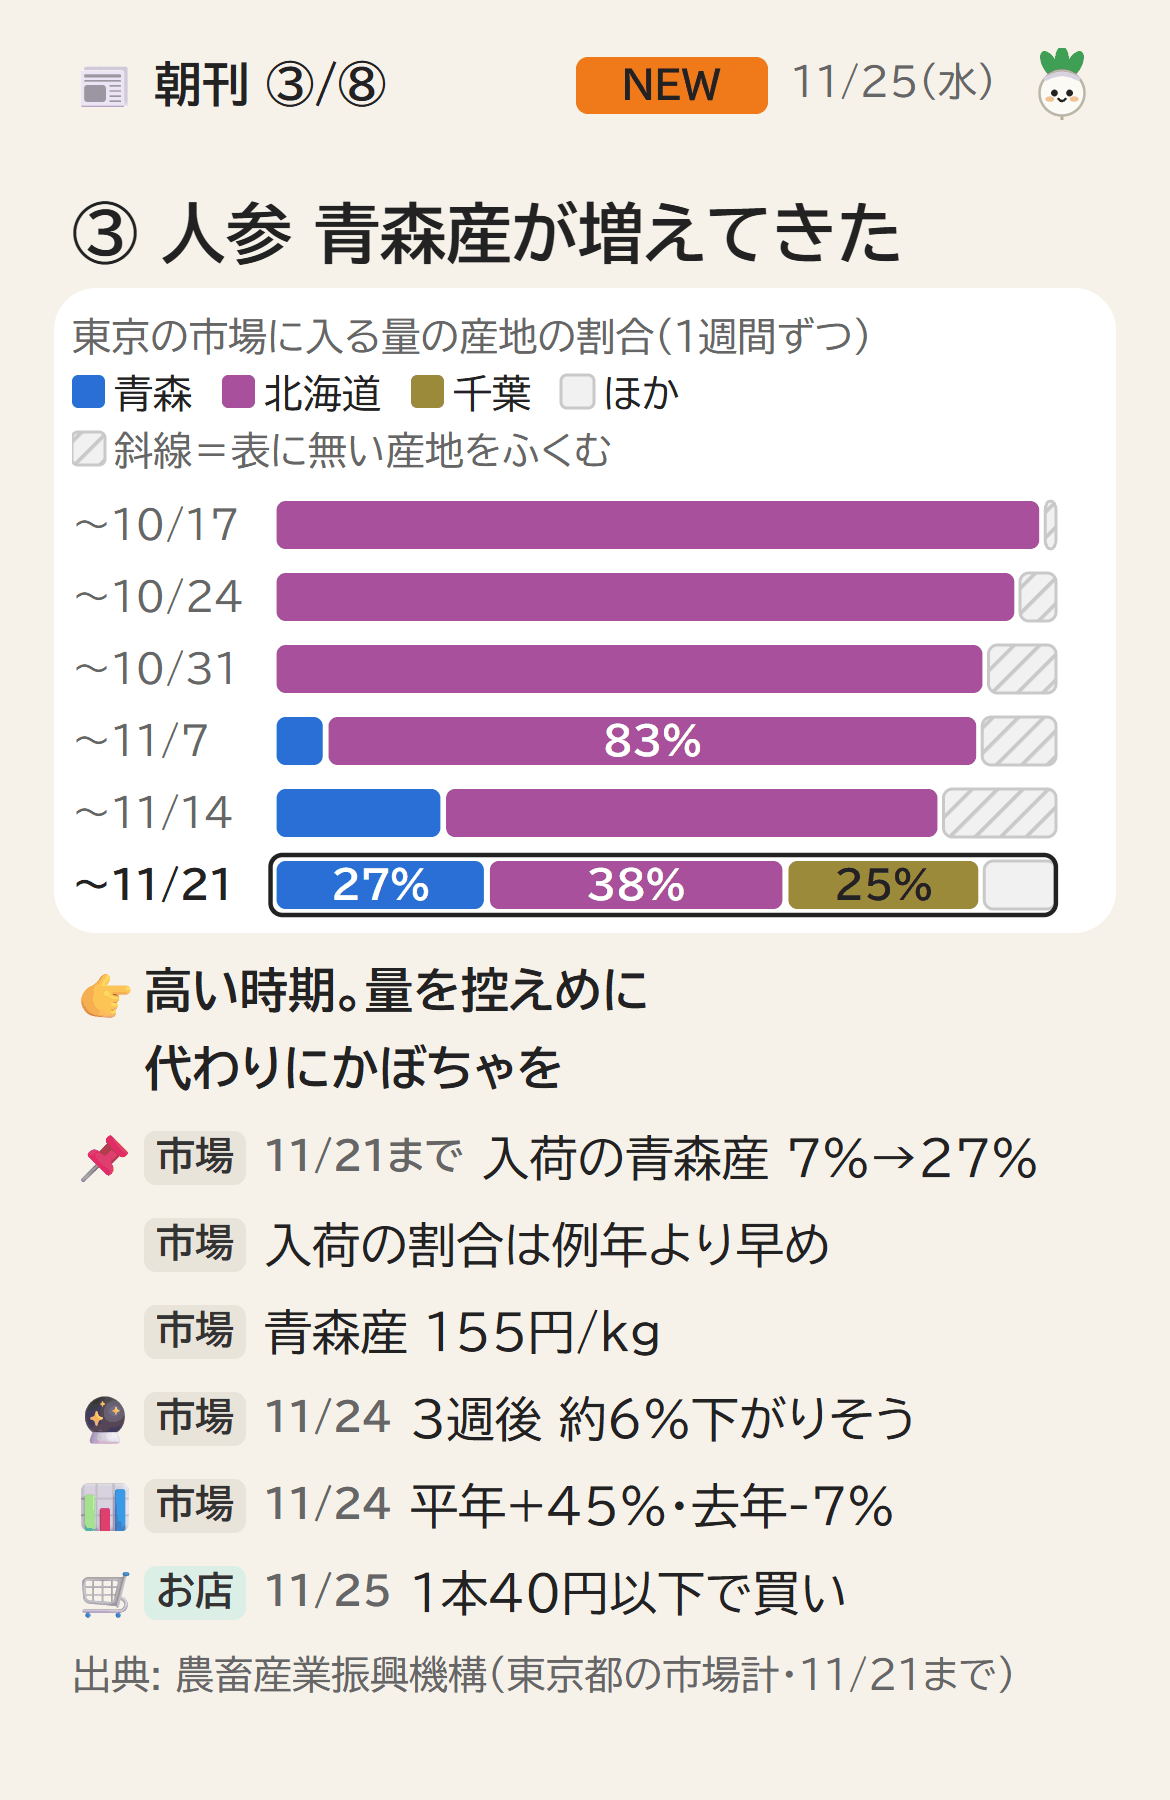 朝刊 ③/⑧ NEW 11/25(水)
③ 人参 青森産が増えてきた
東京の市場に入る量の産地の割合(1週間ずつ)
青森 北海道 千葉 ほか
斜線=表に無い産地をふくむ
~10/17
~10/24
~10/31
~11/7 83%
~11/14
~11/21 27% 38% 25%
高い時期。量を控えめに
代わりにかぼちゃを
市場 11/21まで 入荷の青森産 7%→27%
市場 入荷の割合は例年より早め
市場 青森産 155円/kg
市場 11/24 3週後 約6%下がりそう
市場 11/24 平年+45%・去年-7%
お店 11/25 1本40円以下で買い
出典: 農畜産業振興機構(東京都の市場計・11/21まで)